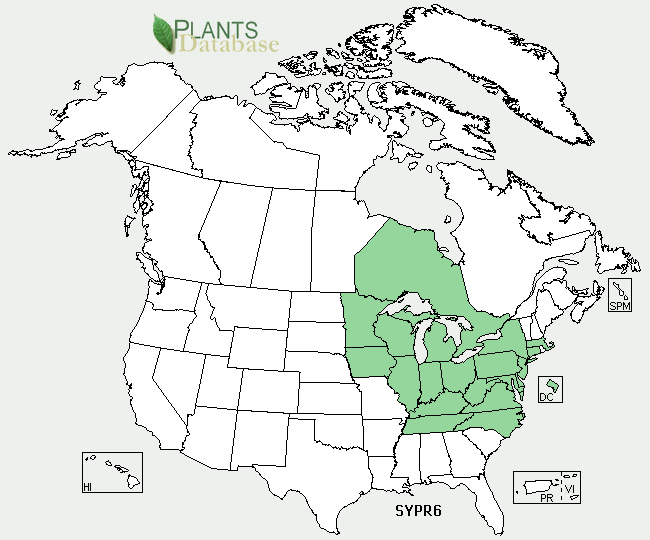 PLANTS
Database
SPM
DC
HI
PR
VI
SYPR6